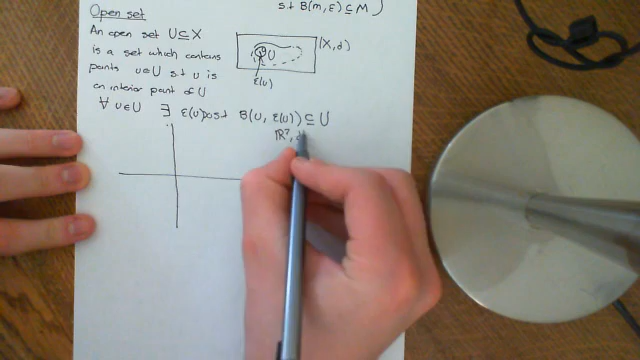 s.t B(m,ε)⊆M )
Open set
An open set U⊆X
is a set which contains
points u∈U s.t u is
an interior point of U
(X,d)
U
ε(u)
∀ u∈U ∃ ε(u)>0 s.t B(u, ε(u)) ⊆ U
ℝ²,